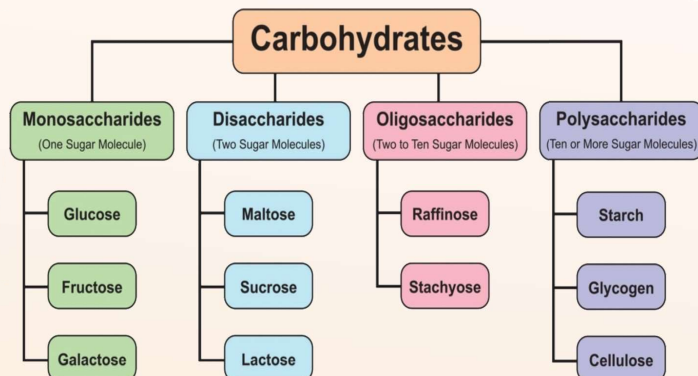 Carbohydrates
Monosaccharides
(One Sugar Molecule)
Disaccharides
(Two Sugar Molecules)
Oligosaccharides
(Two to Ten Sugar Molecules)
Polysaccharides
(Ten or More Sugar Molecules)
Glucose
Fructose
Galactose
Maltose
Sucrose
Lactose
Raffinose
Stachyose
Starch
Glycogen
Cellulose